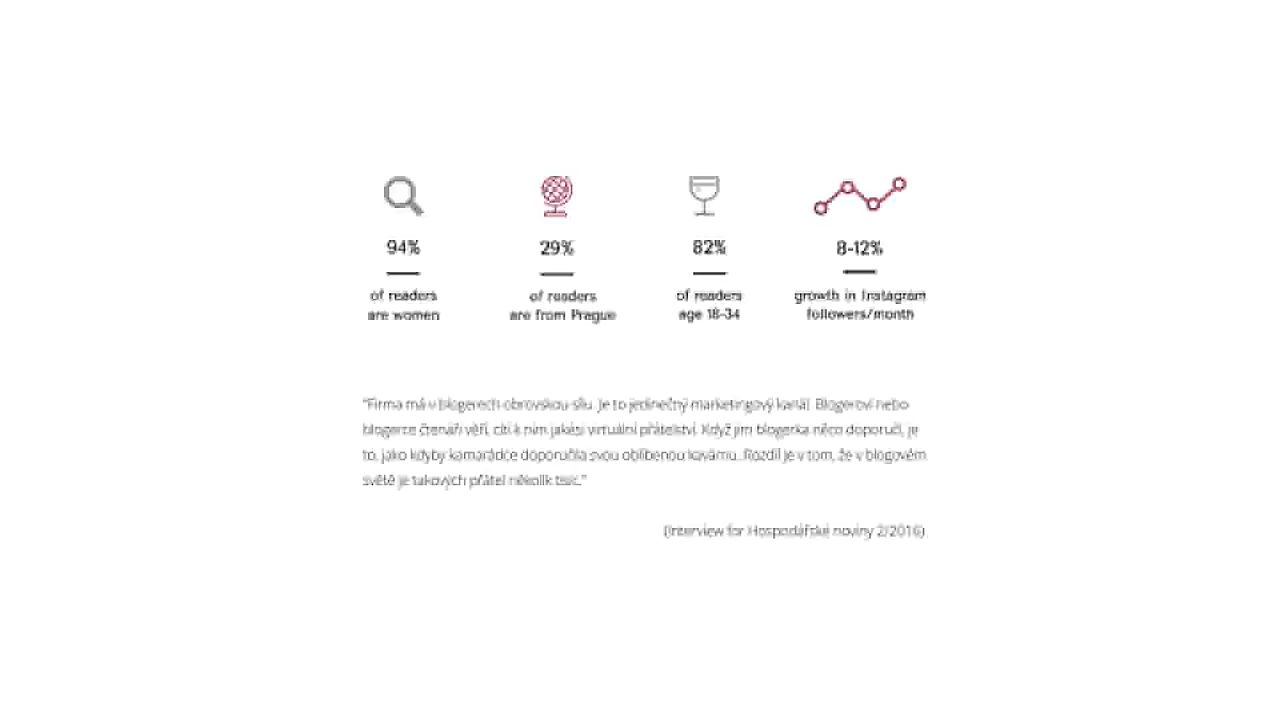 94%
29%
82%
8-12%
of readers
are women
of readers
are from Prague
of readers
age 18-34
growth in Instagram
followers/month
"Firma má v blogerech obrovskou sílu. Je to jedinečný marketingový kanál. Blogerovi nebo
blogerce čtenáři věří, cítí k nim jakési virtuální přátelství. Když jim blogerka něco doporučí, je
to, jako kdyby kamarádce doporučila svou oblíbenou kavárnu. Rozdíl je v tom, že v blogovém
světě je takových přátel několik tisíc."
(Interview for Hospodářské noviny 2/2016)